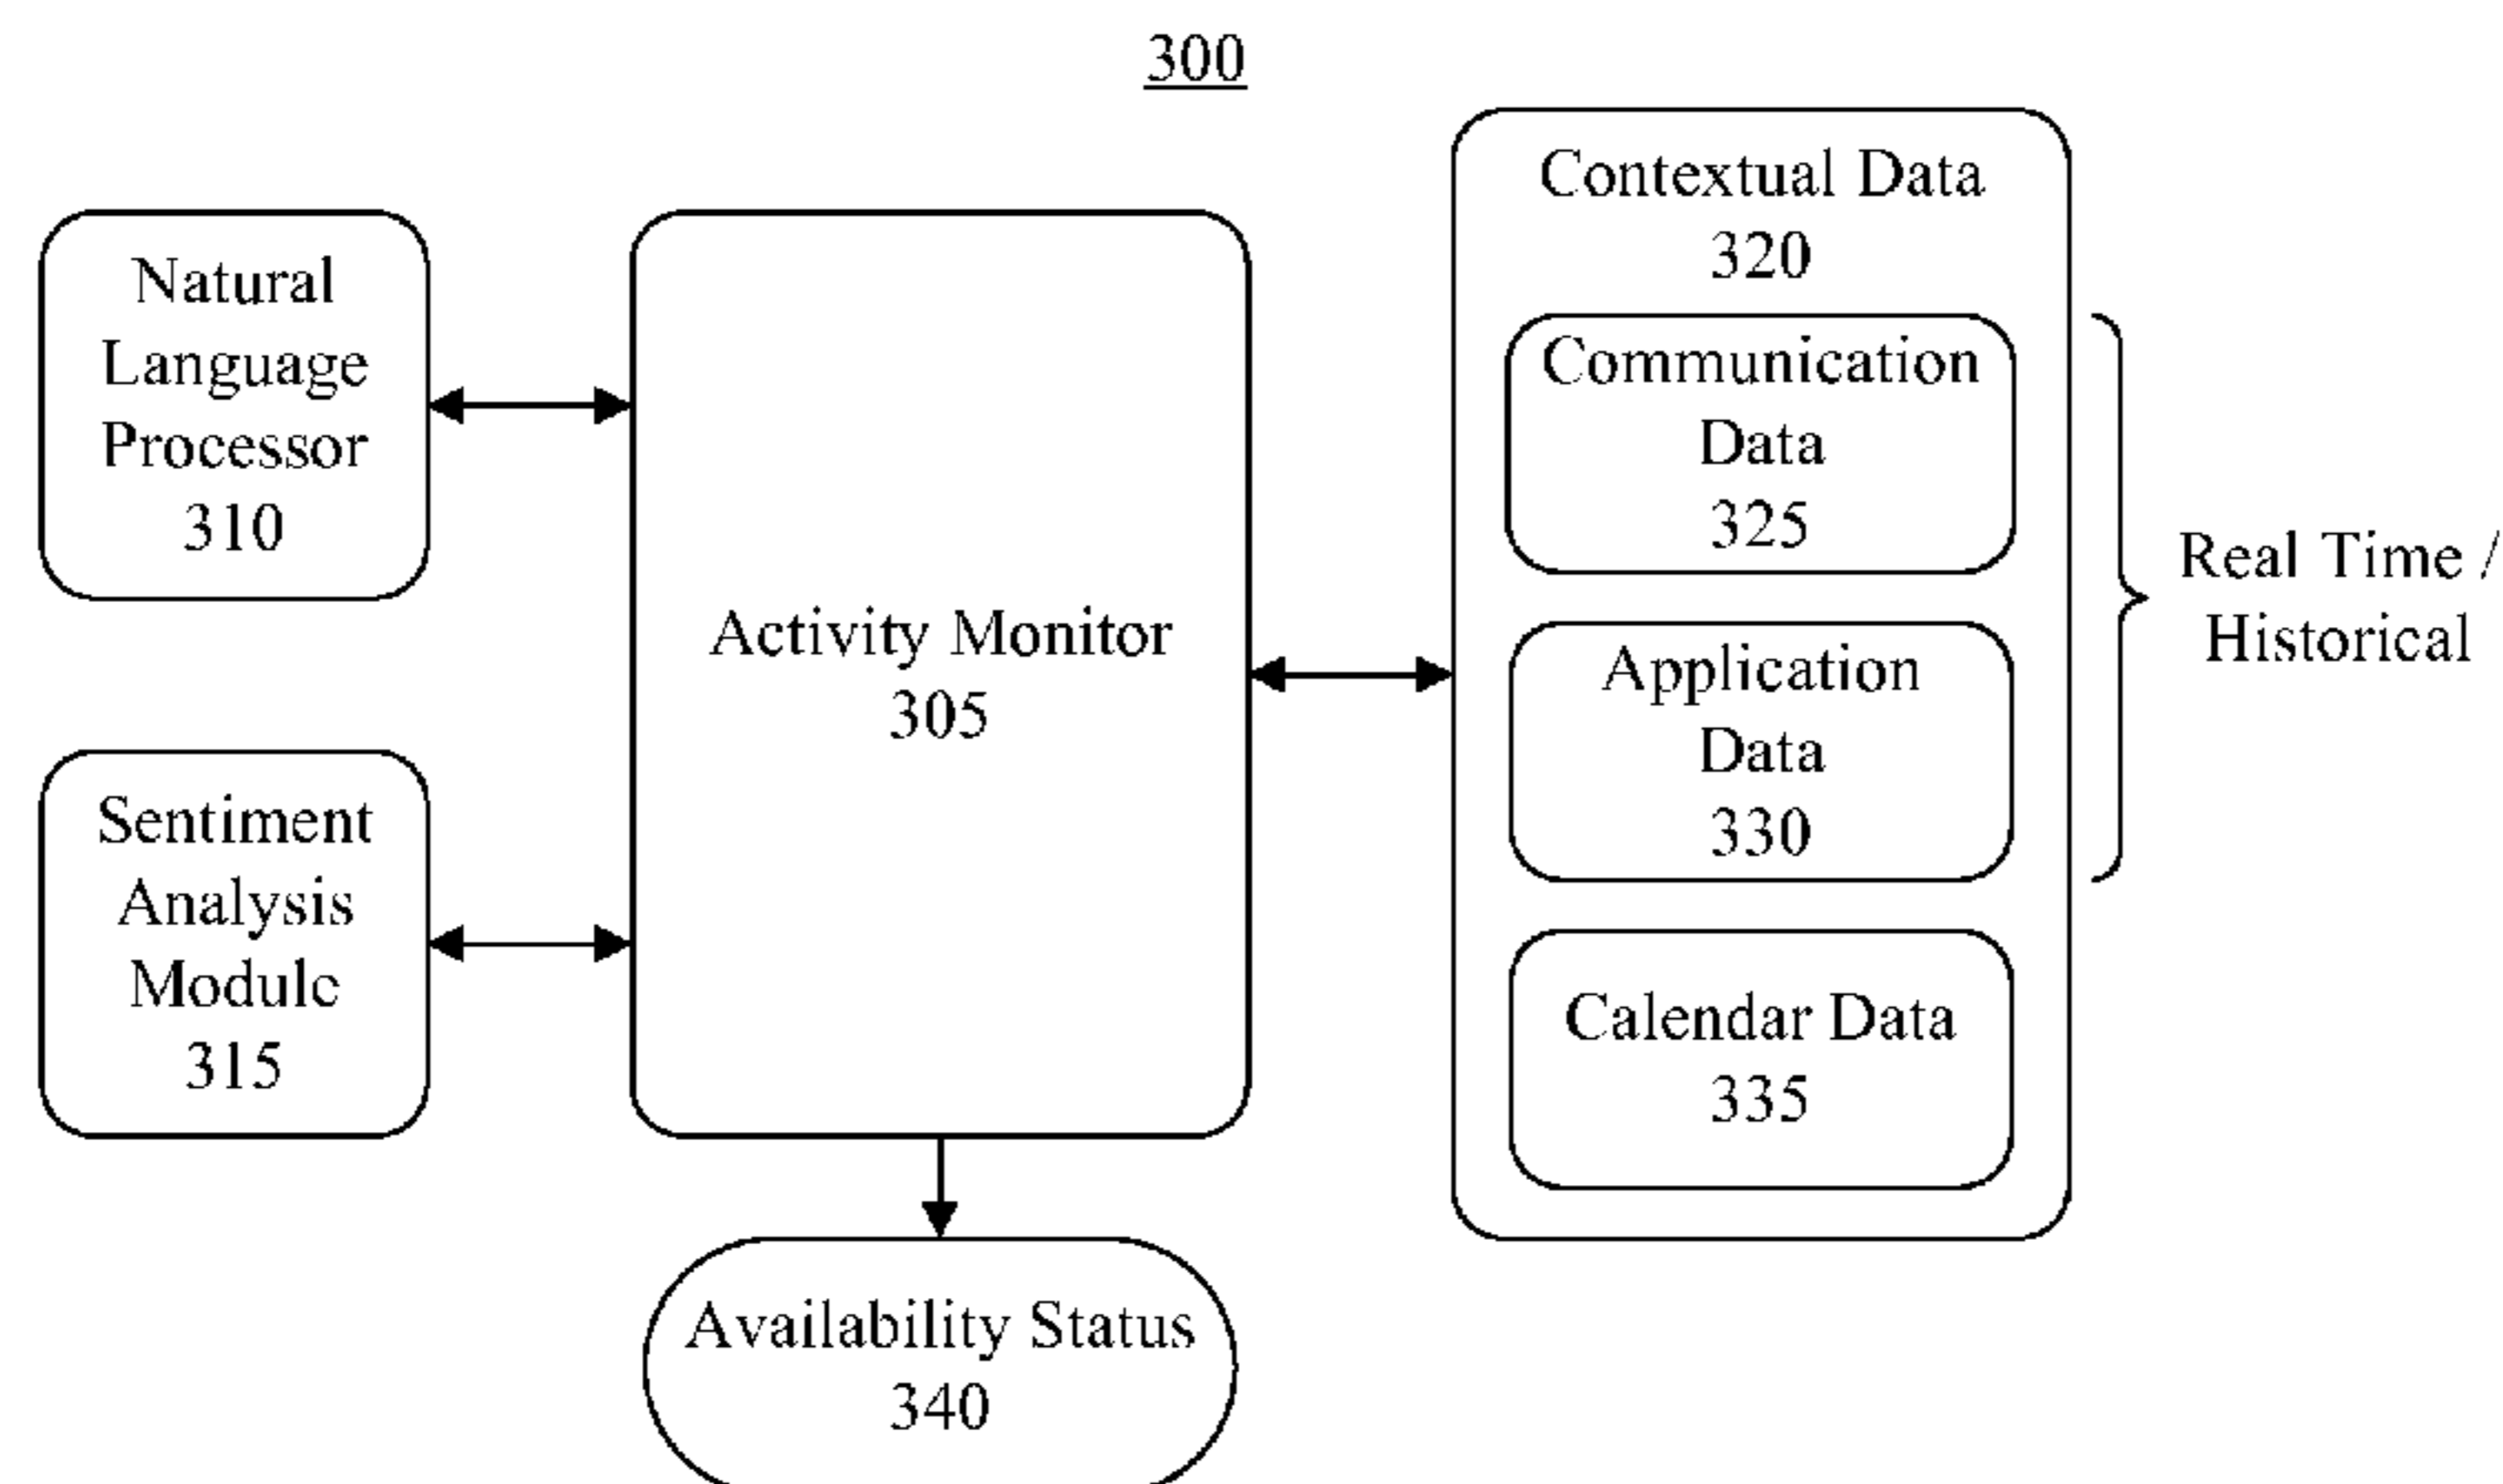 300
Natural
Language
Processor
310
Sentiment
Analysis
Module
315
Activity Monitor
305
Availability Status
340
Contextual Data
320
Communication
Data
325
Application
Data
330
Calendar Data
335
Real Time /
Historical